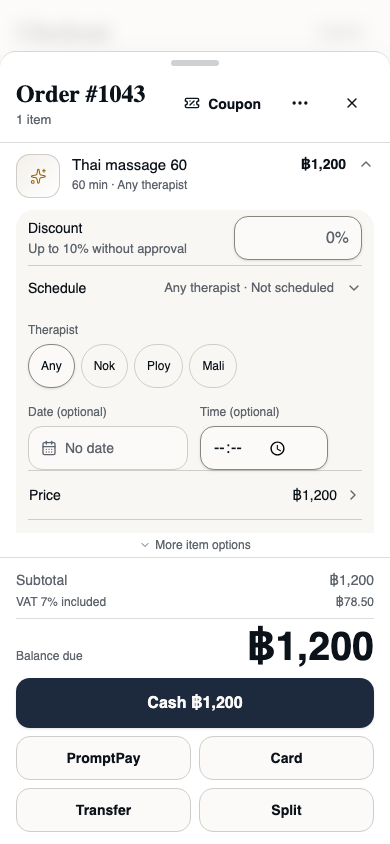 Order #1043
Coupon
1 item
Thai massage 60
฿1,200
60 min · Any therapist
Discount
Up to 10% without approval
0%
Schedule
Any therapist · Not scheduled
Therapist
Any
Nok
Ploy
Mali
Date (optional)
Time (optional)
No date
--:--
Price
฿1,200
More item options
Subtotal
฿1,200
VAT 7% included
฿78.50
Balance due
฿1,200
Cash ฿1,200
PromptPay
Card
Transfer
Split